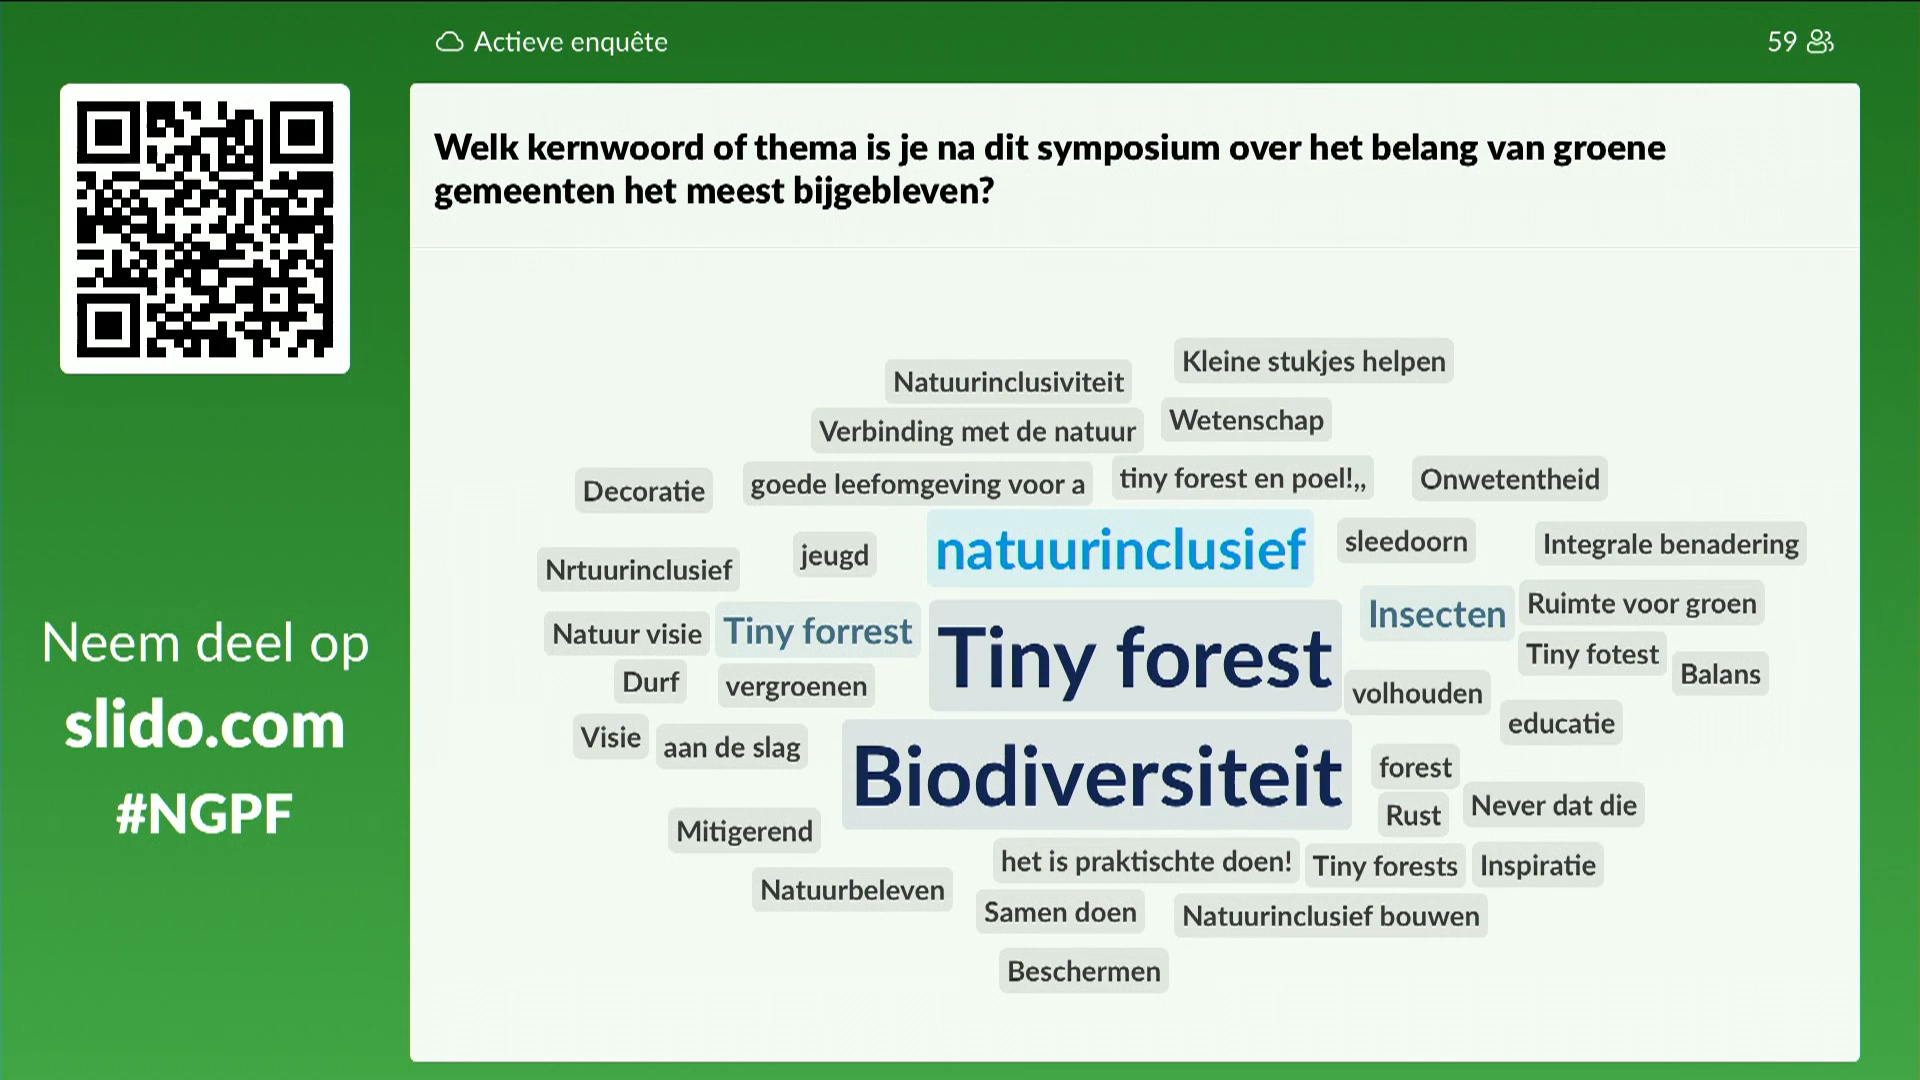 Actieve enquête
59
Welk kernwoord of thema is je na dit symposium over het belang van groene
gemeenten het meest bijgebleven?
Neem deel op
slido.com
#NGPF
Kleine stukjes helpen
Natuurinclusiviteit
Wetenschap
Verbinding met de natuur
tiny forest en poel!,,
Onwetentheid
goede leefomgeving voor a
Decoratie
natuurinclusief
sleedoorn
Integrale benadering
jeugd
Nrtuurinclusief
Ruimte voor groen
Insecten
Tiny forrest
Natuur visie
Tiny forest
Tiny fotest
Balans
Durf
vergroenen
volhouden
educatie
Visie
aan de slag
Biodiversiteit
forest
Never dat die
Rust
Mitigerend
het is praktischte doen!
Tiny forests
Inspiratie
Natuurbeleven
Samen doen
Natuurinclusief bouwen
Beschermen